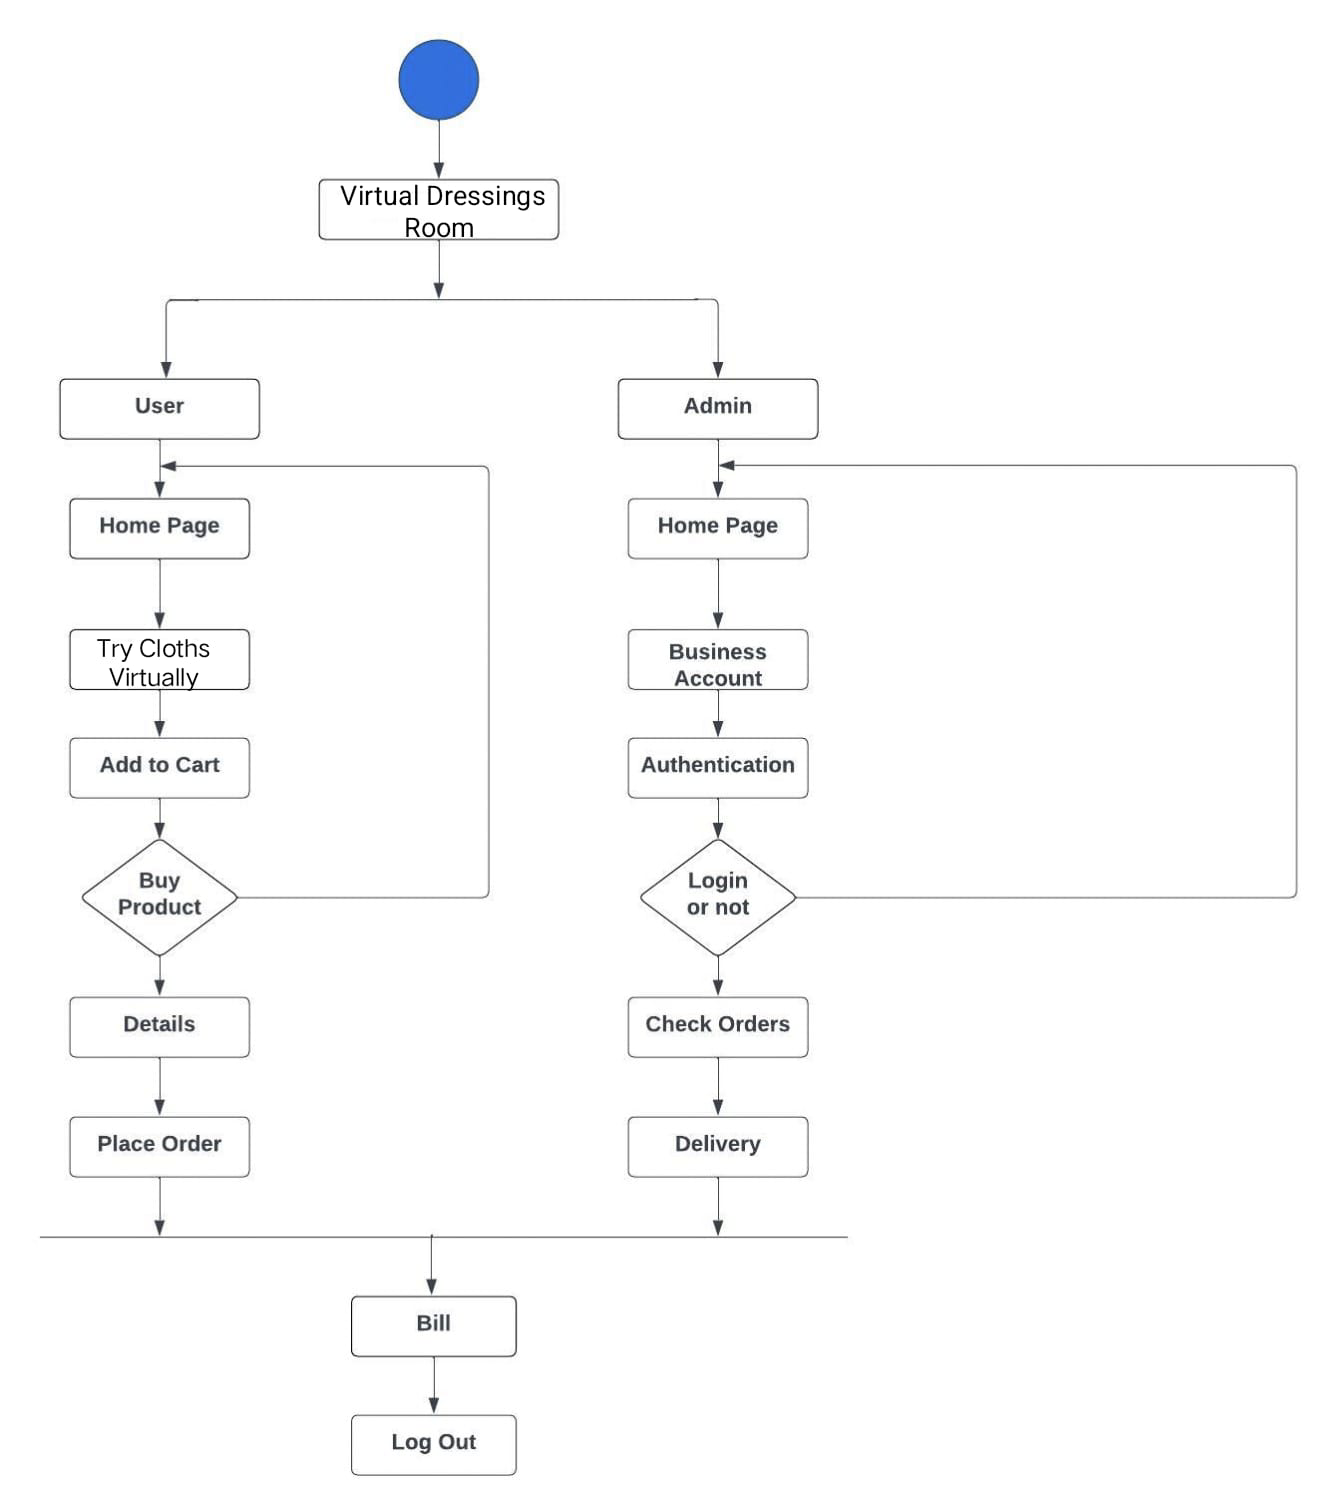 Virtual Dressings
Room
User
Admin
Home Page
Home Page
Try Cloths
Virtually
Business
Account
Add to Cart
Authentication
Buy
Product
Login
or not
Details
Check Orders
Place Order
Delivery
Bill
Log Out